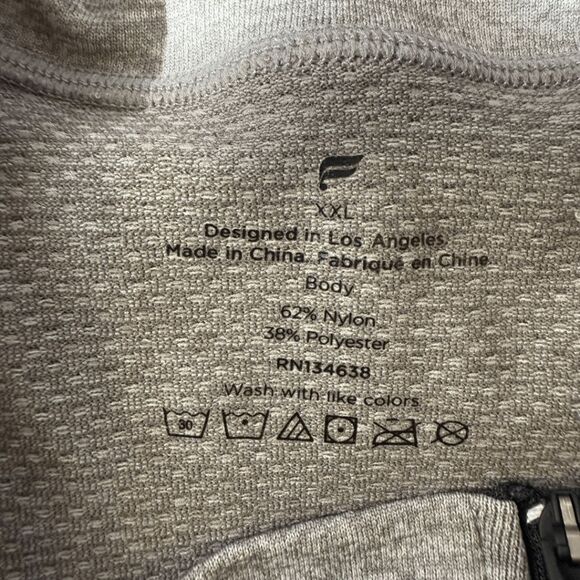 XXL
Designed in Los Angeles.
Made in China. Fabriqué en Chine
Body
62% Nylon
38% Polyester
RN134638
Wash with like colors
30